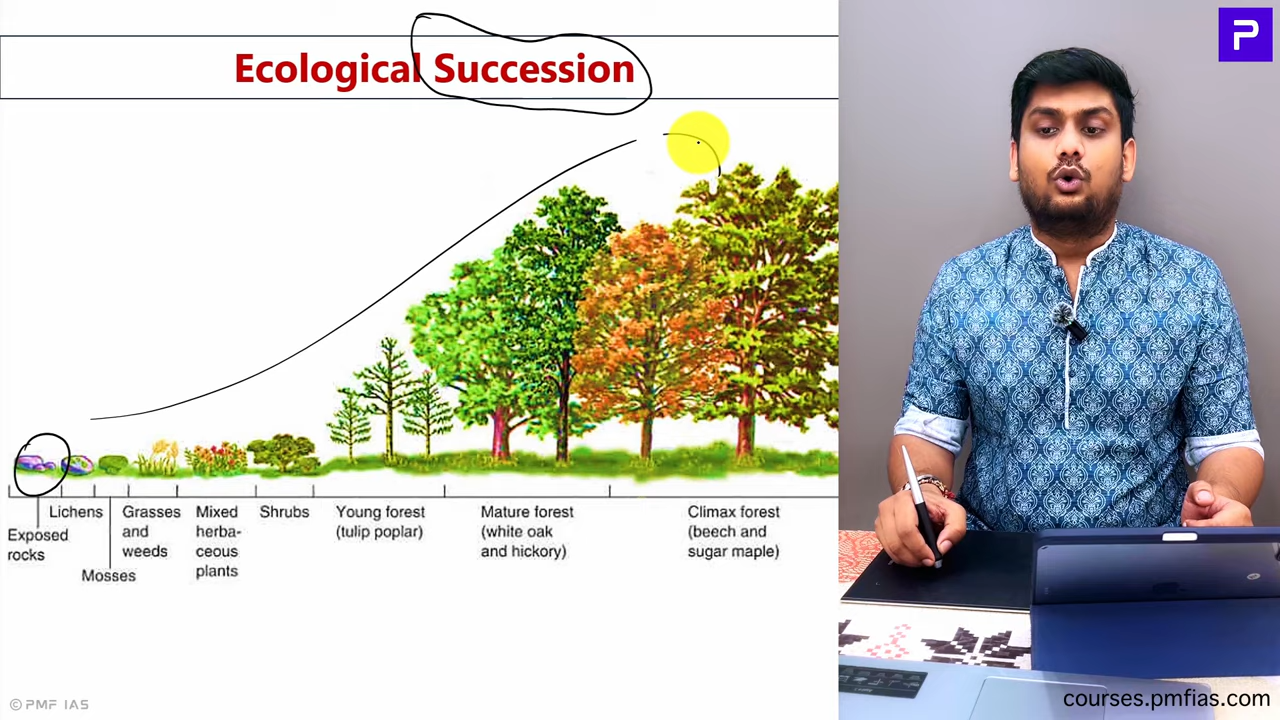 P
Ecological Succession
Exposed
rocks
Lichens
Mosses
Grasses
and
weeds
Mixed
herba-
ceous
plants
Shrubs
Young forest
(tulip poplar)
Mature forest
(white oak
and hickory)
Climax forest
(beech and
sugar maple)
© PMF IAS
courses.pmfias.com